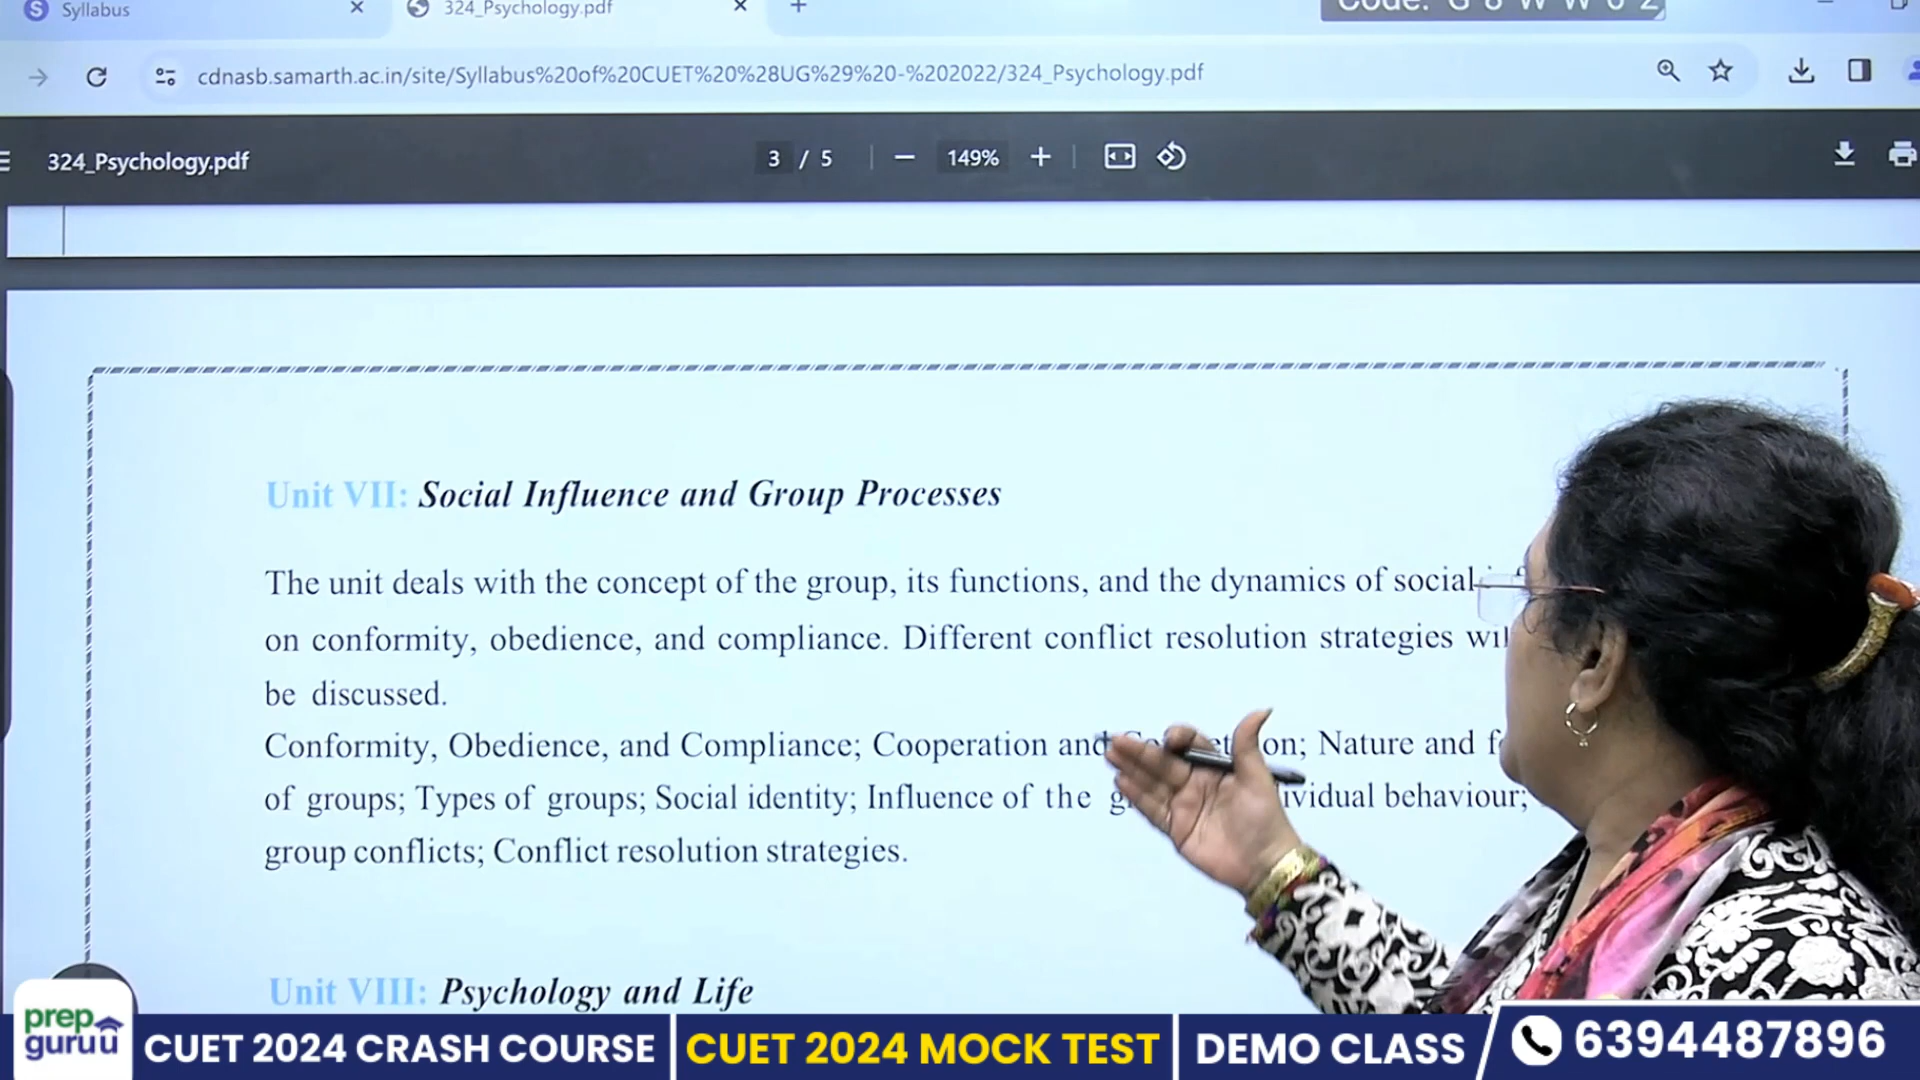 Syllabus
324_Psychology.pdf
cdnasb.samarth.ac.in/site/Syllabus%20of%20CUET%20%28UG%29%20-%202022/324_Psychology.pdf
324_Psychology.pdf
3 / 5
149%
Unit VII: Social Influence and Group Processes
The unit deals with the concept of the group, its functions, and the dynamics of social
on conformity, obedience, and compliance. Different conflict resolution strategies
be discussed.
Conformity, Obedience, and Compliance; Cooperation and Nature and
of groups; Types of groups; Social identity; Influence of the behaviour;
group conflicts; Conflict resolution strategies.
Unit VIII: Psychology and Life
prep
guruu
CUET 2024 CRASH COURSE
CUET 2024 MOCK TEST
DEMO CLASS
6394487896